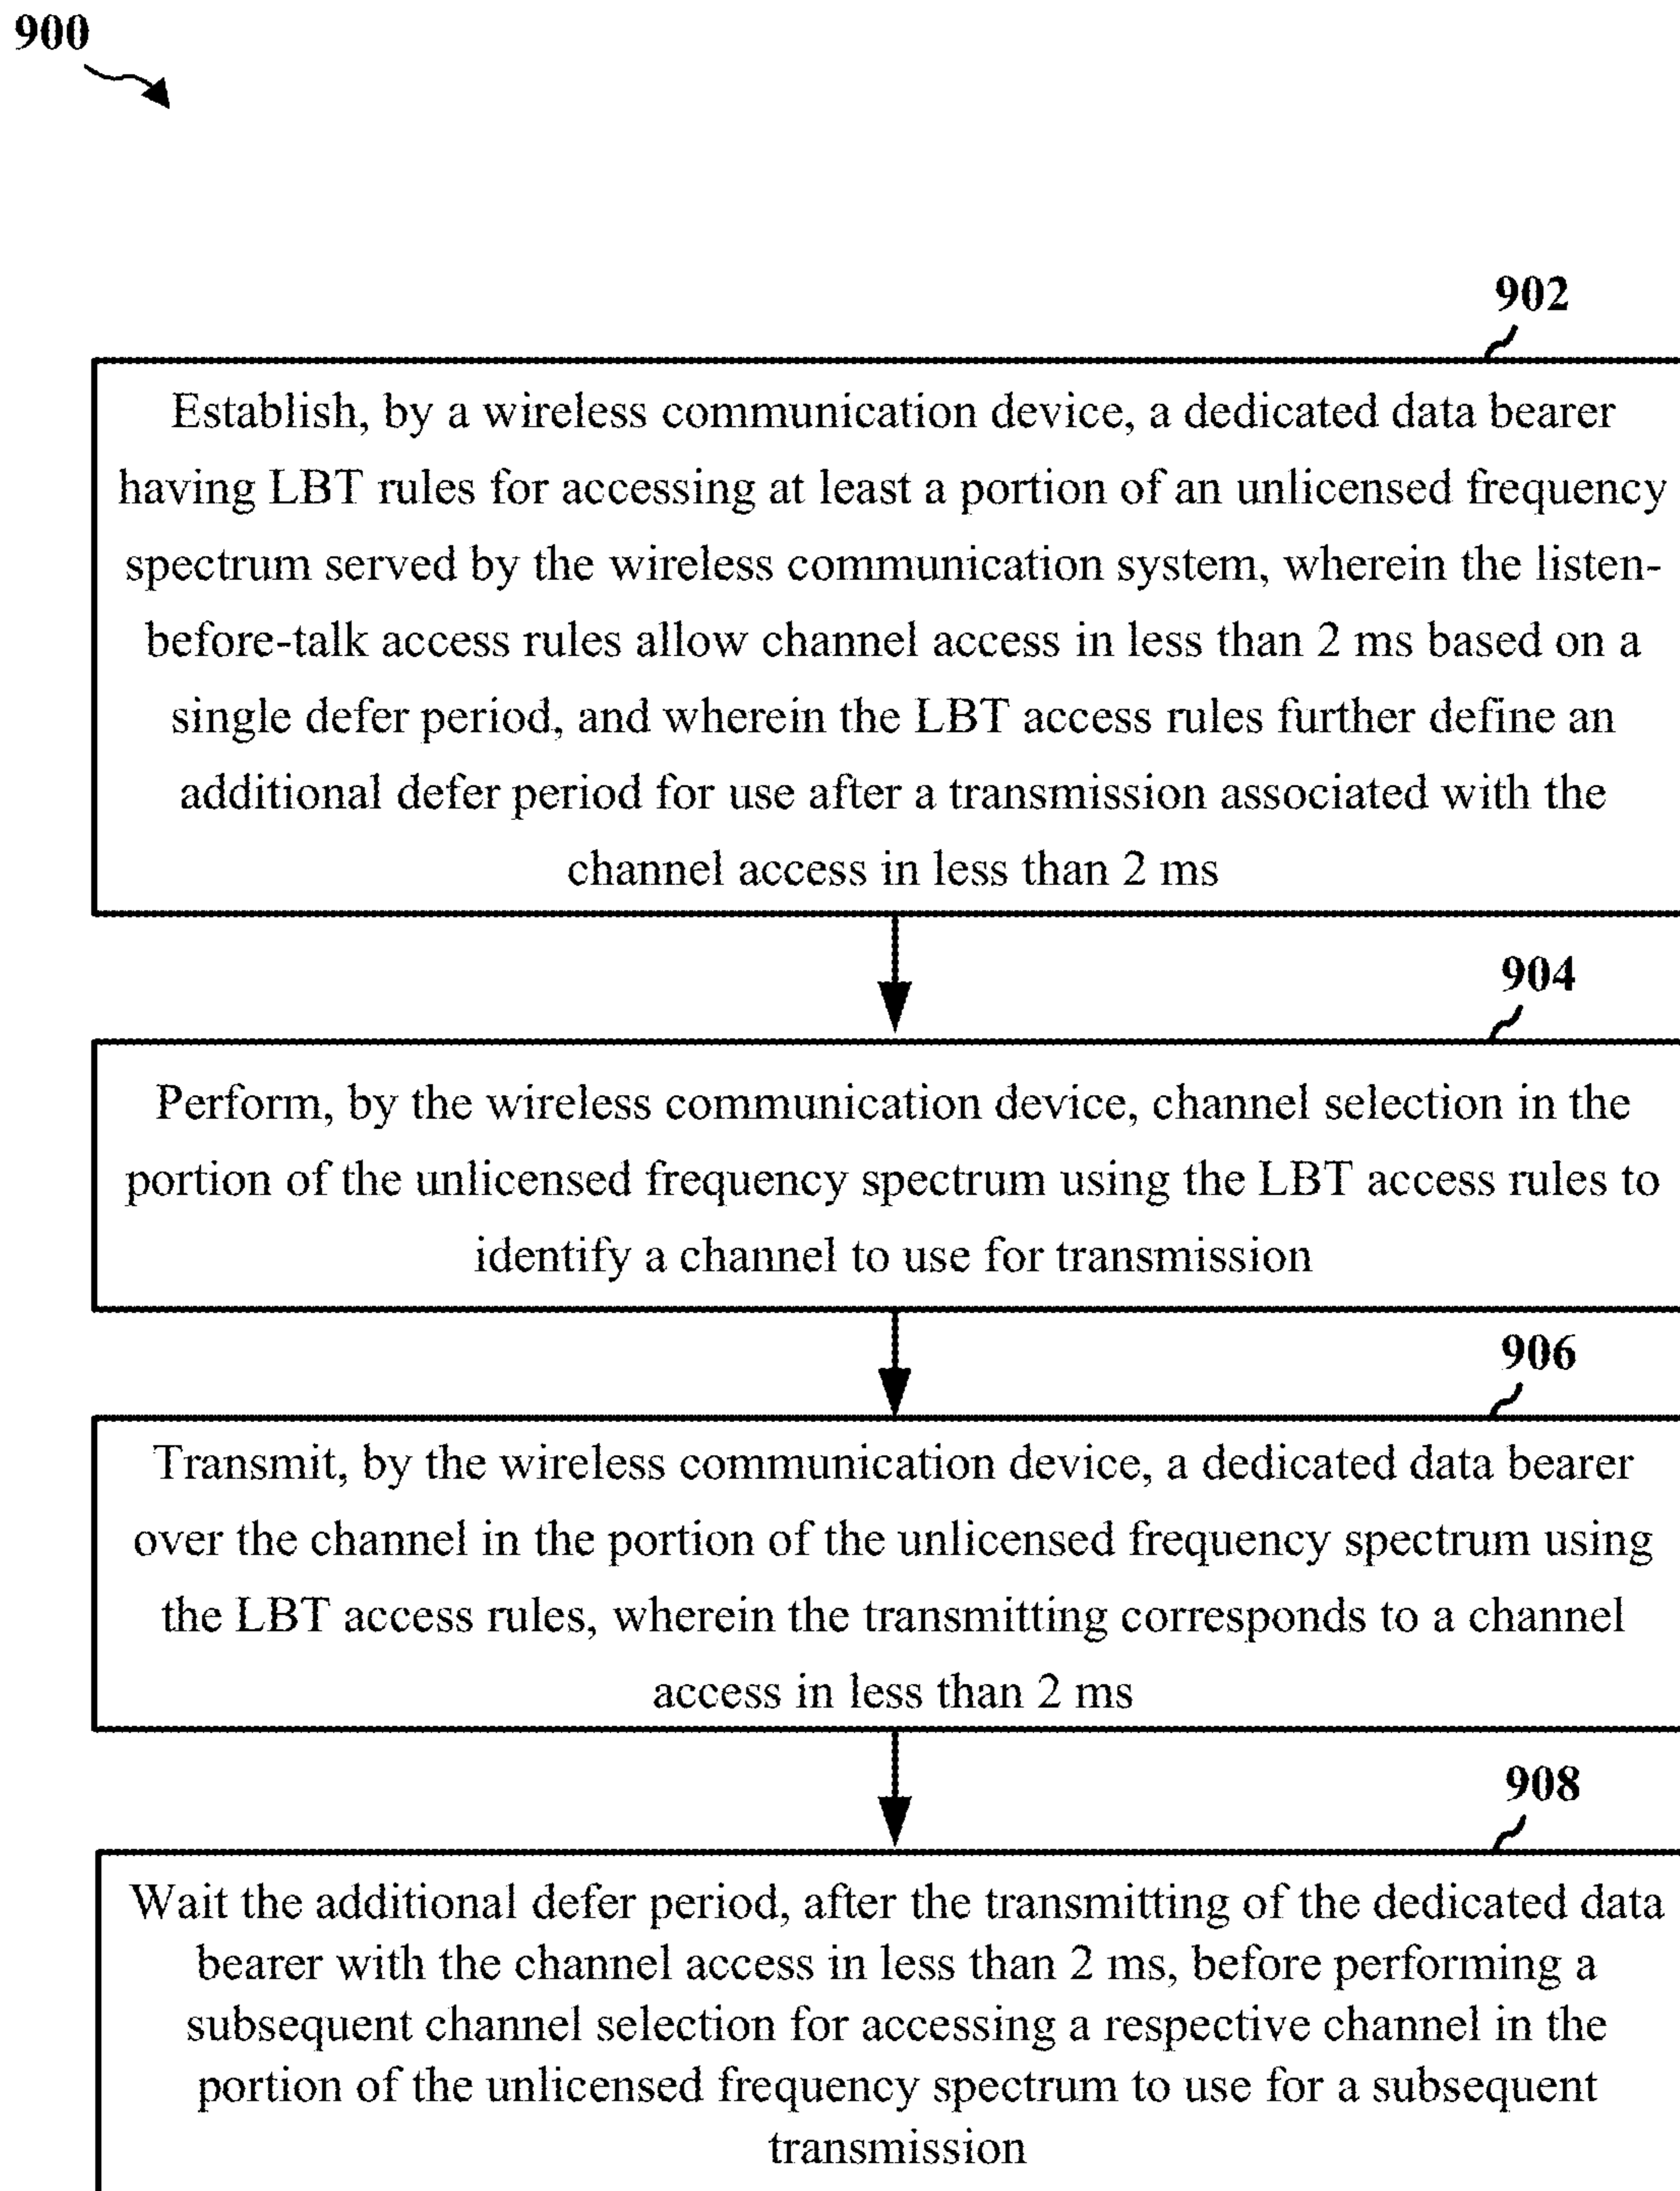 900
902
Establish, by a wireless communication device, a dedicated data bearer
having LBT rules for accessing at least a portion of an unlicensed frequency
spectrum served by the wireless communication system, wherein the listen-
before-talk access rules allow channel access in less than 2 ms based on a
single defer period, and wherein the LBT access rules further define an
additional defer period for use after a transmission associated with the
channel access in less than 2 ms
904
Perform, by the wireless communication device, channel selection in the
portion of the unlicensed frequency spectrum using the LBT access rules to
identify a channel to use for transmission
906
Transmit, by the wireless communication device, a dedicated data bearer
over the channel in the portion of the unlicensed frequency spectrum using
the LBT access rules, wherein the transmitting corresponds to a channel
access in less than 2 ms
908
Wait the additional defer period, after the transmitting of the dedicated data
bearer with the channel access in less than 2 ms, before performing a
subsequent channel selection for accessing a respective channel in the
portion of the unlicensed frequency spectrum to use for a subsequent
transmission